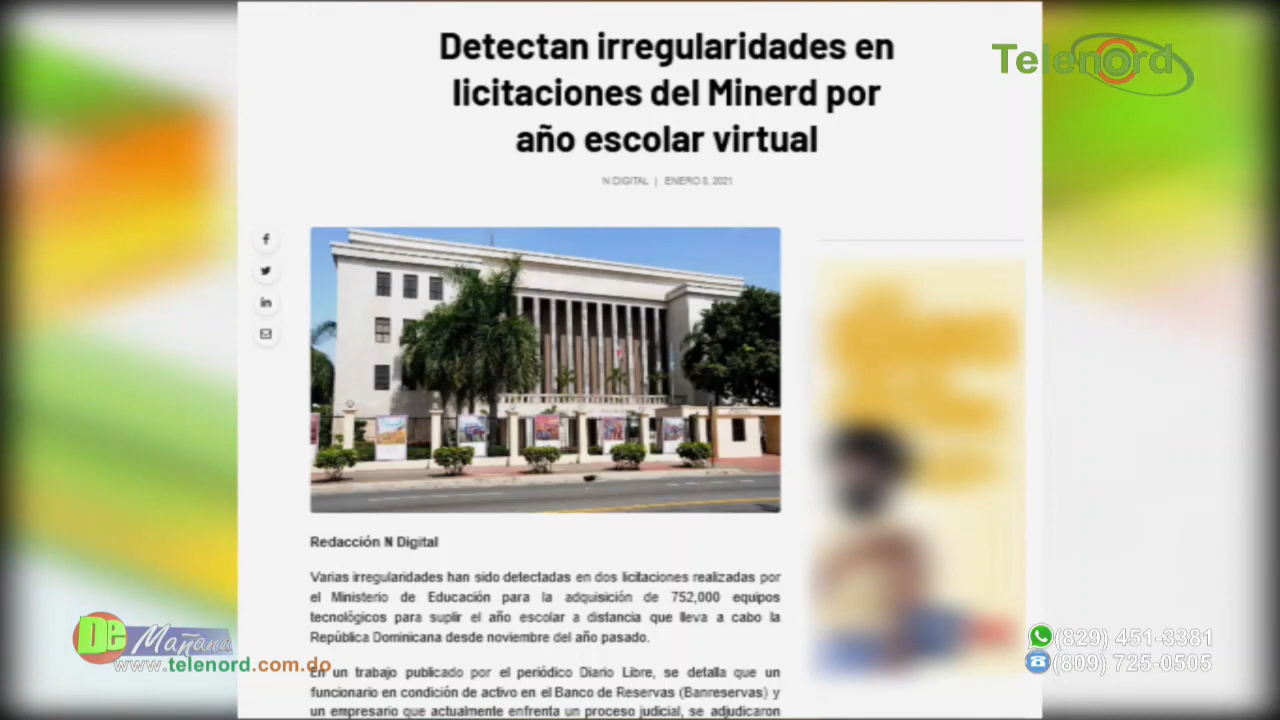 Detectan irregularidades en
licitaciones del Minerd por
año escolar virtual
Telenord
N DIGITAL | ENERO 8, 2021
Redacción N Digital
Varias irregularidades han sido detectadas en dos licitaciones realizadas por
el Ministerio de Educación para la adquisición de 752,000 equipos
tecnológicos para suplir el año escolar a distancia que lleva a cabo la
República Dominicana desde noviembre del año pasado.
En un trabajo publicado por el periódico Diario Libre, se detalla que un
funcionario en condición de activo en el Banco de Reservas (Banreservas) y
un empresario que actualmente enfrenta un proceso judicial, se adjudicaron
De Mañana
www.telenord.com.do
(829) 451-3381
(809) 725-0505